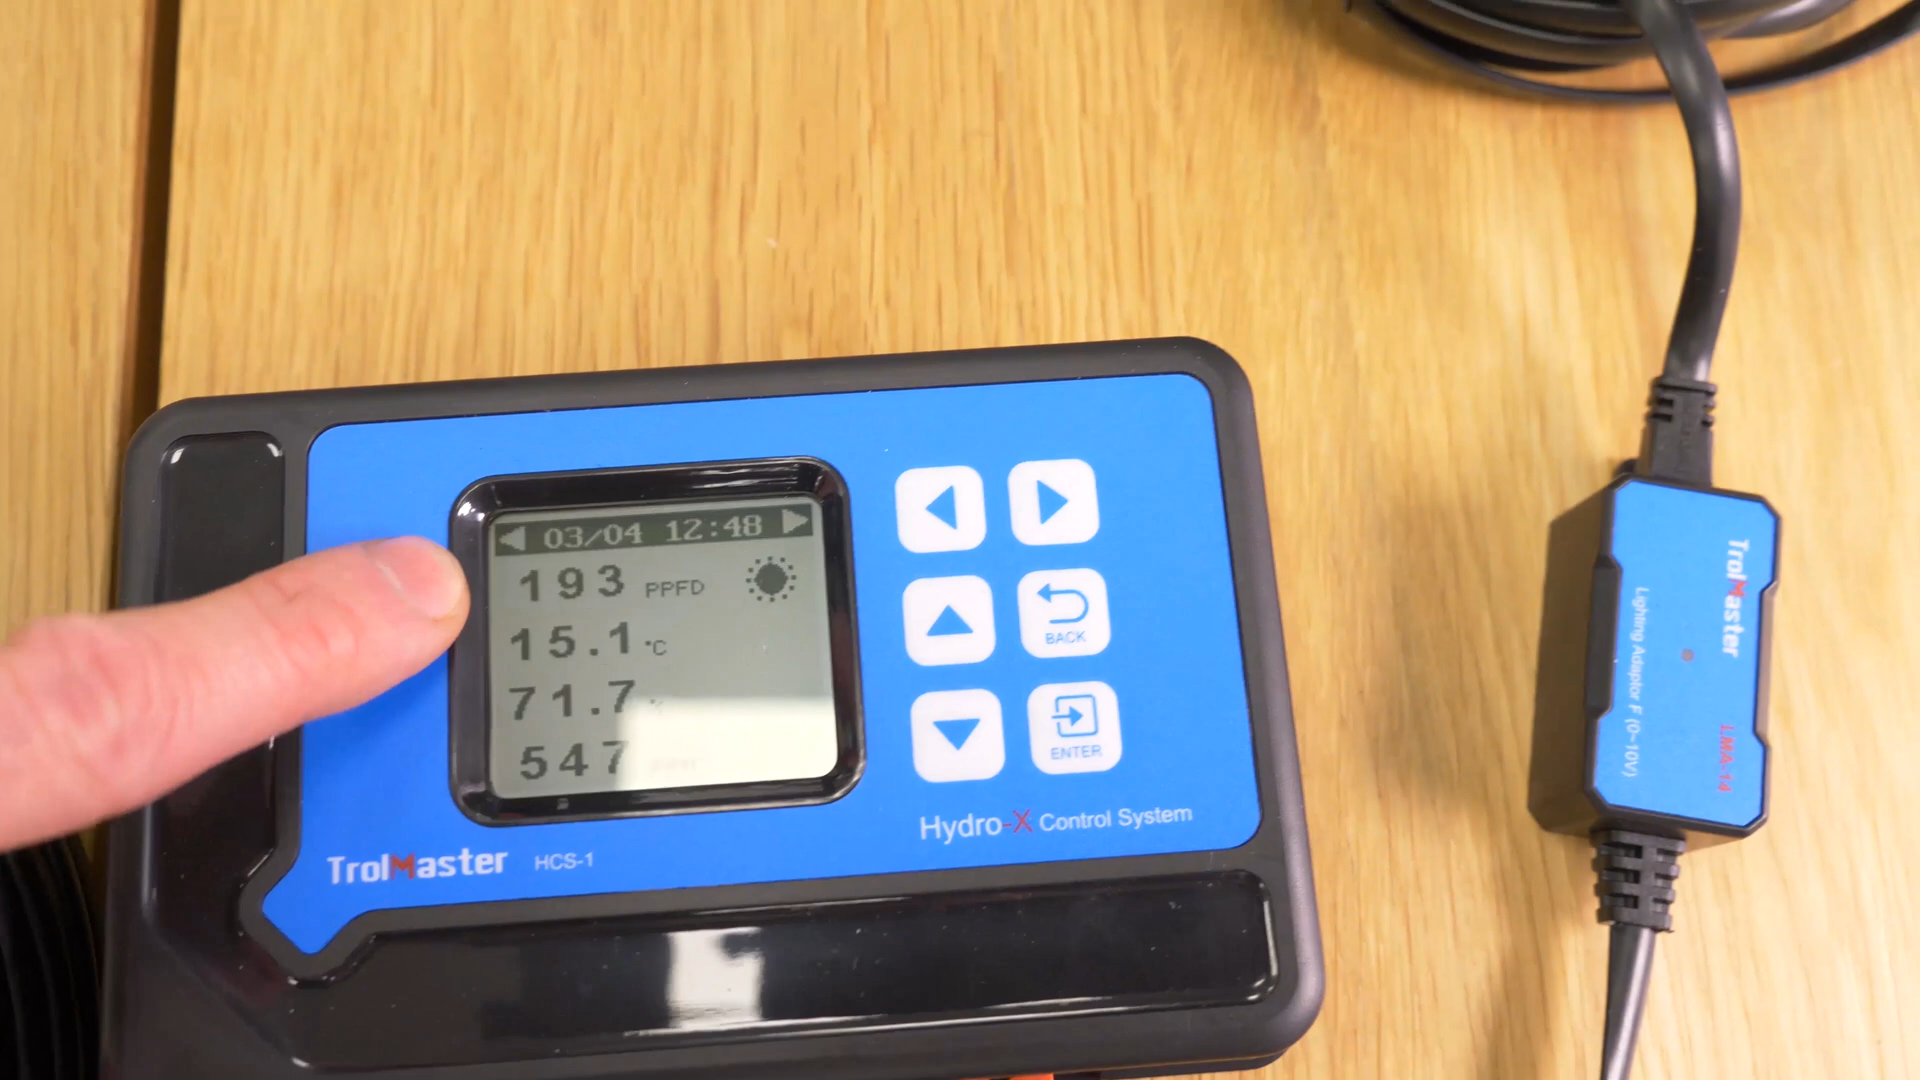 03/04 12:48
193 PPFD
15.1 °C
71.7
547
BACK
ENTER
Hydro-X Control System
TrolMaster HCS-1
TrolMaster LMA-14
Lighting Adaptor F (0~10V)